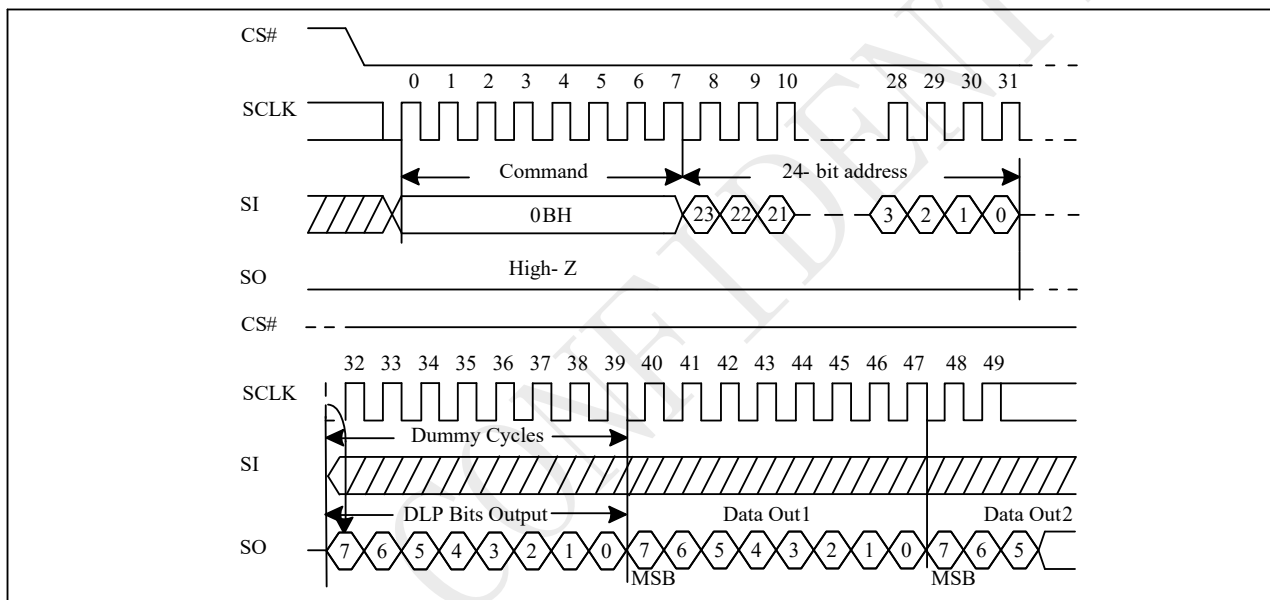 CS#
0 1 2 3 4 5 6 7 8 9 10 28 29 30 31
SCLK
Command 24- bit address
SI 0BH 23 22 21 3 2 1 0
High- Z
SO
CS#
32 33 34 35 36 37 38 39 40 41 42 43 44 45 46 47 48 49
SCLK
Dummy Cycles
SI
DLP Bits Output Data Out1 Data Out2
SO 7 6 5 4 3 2 1 0 7 6 5 4 3 2 1 0 7 6 5
MSB MSB
CONFIDENT